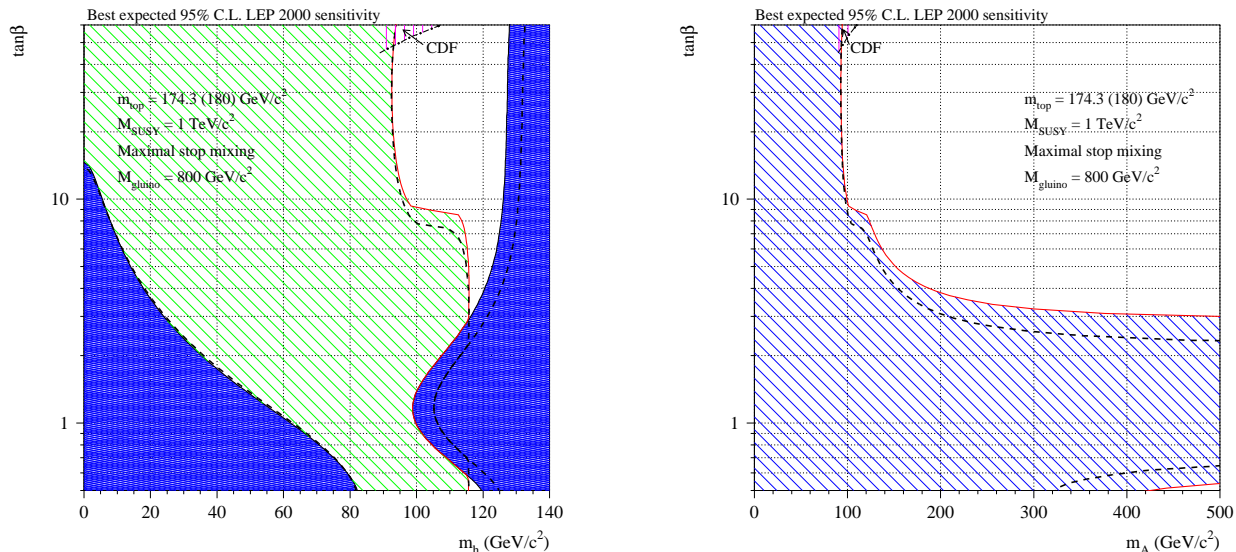 Best expected 95% C.L. LEP 2000 sensitivity
tanβ
CDF
m_top = 174.3 (180) GeV/c²
M_SUSY = 1 TeV/c²
Maximal stop mixing
M_gluino = 800 GeV/c²
10
1
0 20 40 60 80 100 120 140
m_h (GeV/c²)
Best expected 95% C.L. LEP 2000 sensitivity
tanβ
CDF
m_top = 174.3 (180) GeV/c²
M_SUSY = 1 TeV/c²
Maximal stop mixing
M_gluino = 800 GeV/c²
10
1
0 100 200 300 400 500
m_A (GeV/c²)